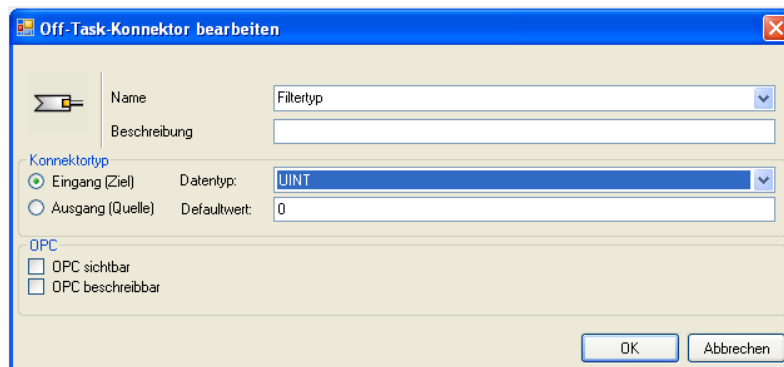 Off-Task-Konnektor bearbeiten
Name Filtertyp
Beschreibung
Konnektortyp
Eingang (Ziel) Datentyp: UINT
Ausgang (Quelle) Defaultwert: 0
OPC
OPC sichtbar
OPC beschreibbar
OK Abbrechen